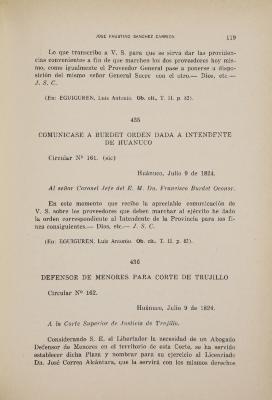 JOSE FAUSTINO SANCHEZ CARRION 119
Lo que transcribo a V. S. para que se sirva dar las providen-
cias convenientes a fin de que marchen los dos proveedores hoy mis-
mo, como igualmente el Proveedor General pase a ponerse a dispo-
sición del mismo señor General Sucre con el otro.— Dios, etc.—
J. S. C.
(En: EGUIGUREN, Luis Antonio. Ob. cit., T. II p. 82).
435
COMUNICASE A BURDET ORDEN DADA A INTENDENTE
DE HUANUCO
Circular Nº 161. (sic)
Huánuco, Julio 9 de 1824.
Al señor Coronel Jefe del E. M. Dn. Francisco Burdet Oconor.
En este momento que recibo la apreciable comunicación de
V. S. sobre los proveedores que deben marchar al ejército he dado
la orden correspondiente al Intendente de la Provincia para los fi-
nes consiguientes.— Dios, etc.— J. S. C.
(En: EGUIGUREN, Luis Antonio. Ob. cit., T. II p. 82).
436
DEFENSOR DE MENORES PARA CORTE DE TRUJILLO
Circular Nº 162.
Huánuco, Julio 9 de 1824.
A la Corte Superior de Justicia de Trujillo.
Considerando S. E. el Libertador la necesidad de un Abogado
Defensor de Menores en el territorio de esta Corte, se ha servido
establecer dicha Plaza y nombrar para su ejercicio al Licenciado
Dn. José Correa Alcántara, que la servirá con los mismos derechos